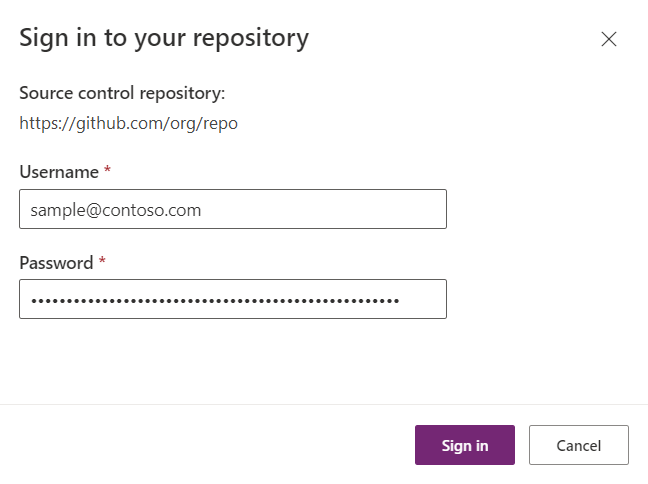 Sign in to your repository
Source control repository:
https://github.com/org/repo
Username *
sample@contoso.com
Password *
••••••••••••••••••••••••••••••••••••••••••••••••••••
Sign in
Cancel